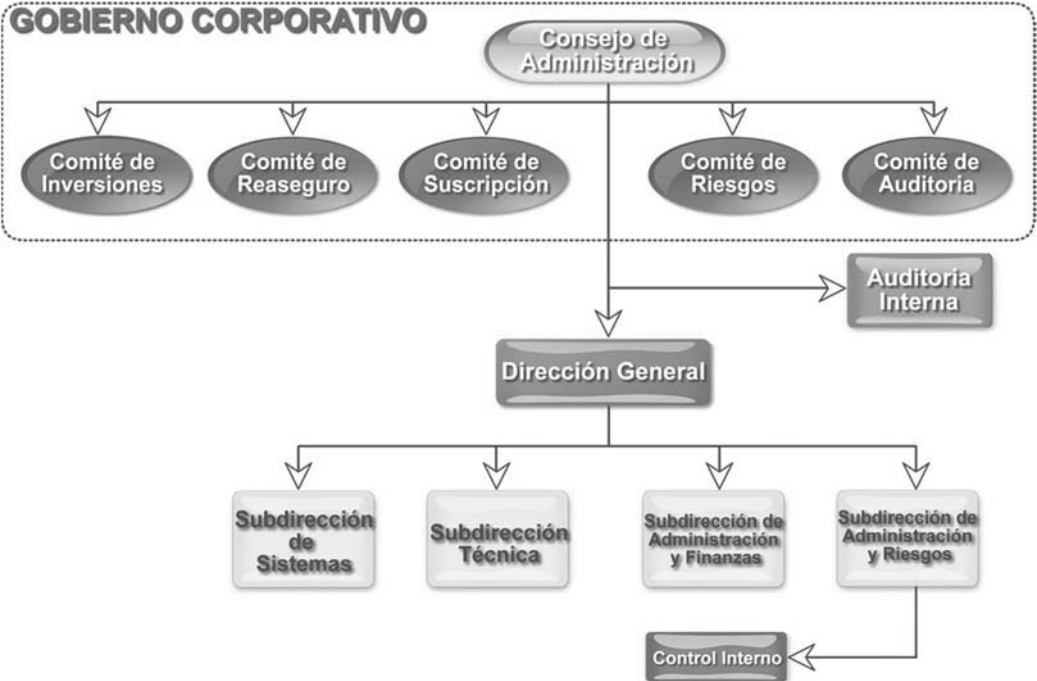 GOBIERNO CORPORATIVO
Consejo de
Administración
Comité de
Inversiones
Comité de
Reaseguro
Comité de
Suscripción
Comité de
Riesgos
Comité de
Auditoria
Auditoria
Interna
Dirección General
Subdirección
de
Sistemas
Subdirección
Técnica
Subdirección de
Administración
y Finanzas
Subdirección de
Administración
y Riesgos
Control Interno